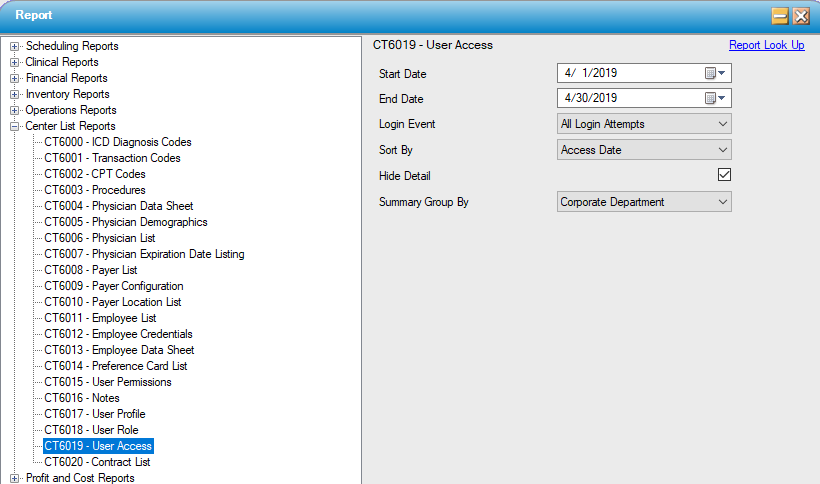 Report
Scheduling Reports
Clinical Reports
Financial Reports
Inventory Reports
Operations Reports
Center List Reports
CT6000 - ICD Diagnosis Codes
CT6001 - Transaction Codes
CT6002 - CPT Codes
CT6003 - Procedures
CT6004 - Physician Data Sheet
CT6005 - Physician Demographics
CT6006 - Physician List
CT6007 - Physician Expiration Date Listing
CT6008 - Payer List
CT6009 - Payer Configuration
CT6010 - Payer Location List
CT6011 - Employee List
CT6012 - Employee Credentials
CT6013 - Employee Data Sheet
CT6014 - Preference Card List
CT6015 - User Permissions
CT6016 - Notes
CT6017 - User Profile
CT6018 - User Role
CT6019 - User Access
CT6020 - Contract List
Profit and Cost Reports
CT6019 - User Access Report Look Up
Start Date 4/ 1/2019
End Date 4/30/2019
Login Event All Login Attempts
Sort By Access Date
Hide Detail
Summary Group By Corporate Department